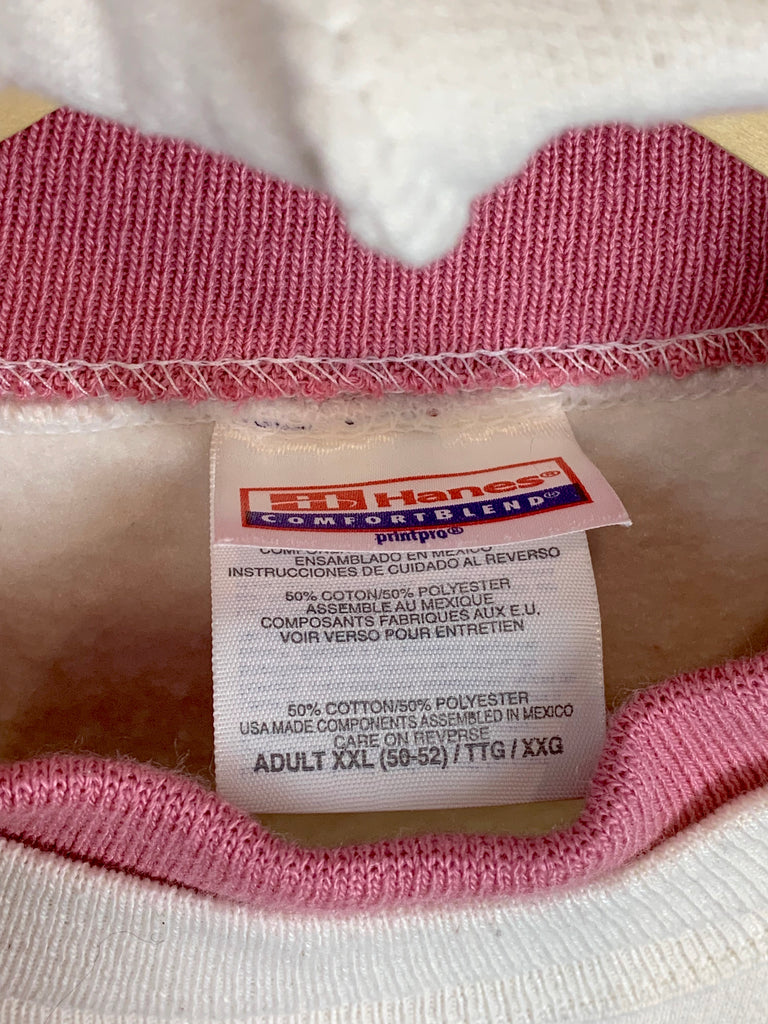 Hanes®
COMFORTBLEND®
printpro®
ENSAMBLADO EN MEXICO
INSTRUCCIONES DE CUIDADO AL REVERSO
50% COTON/50% POLYESTER
ASSEMBLE AU MEXIQUE
COMPOSANTS FABRIQUES AUX E.U.
VOIR VERSO POUR ENTRETIEN
50% COTTON/50% POLYESTER
USA MADE COMPONENTS ASSEMBLED IN MEXICO
CARE ON REVERSE
ADULT XXL (50-52) / TTG / XXG